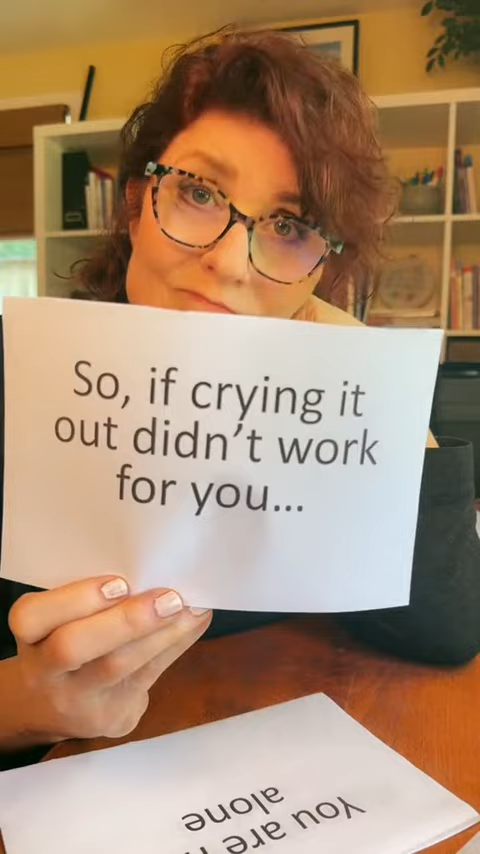 So, if crying it
out didn't work
for you...
You are
alone